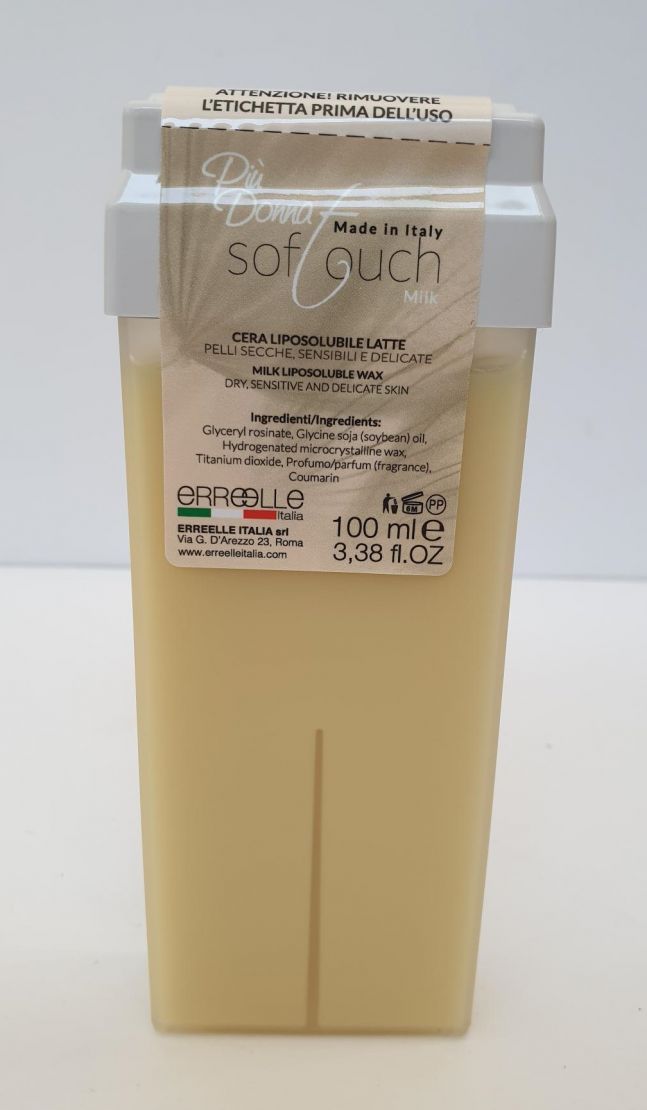 ATTENZIONE! RIMUOVERE
L'ETICHETTA PRIMA DELL'USO
Più
Donna
Made in Italy
sofTouch
Milk
CERA LIPOSOLUBILE LATTE
PELLI SECCHE, SENSIBILI E DELICATE
MILK LIPOSOLUBLE WAX
DRY, SENSITIVE AND DELICATE SKIN
Ingredienti/Ingredients:
Glyceryl rosinate, Glycine soja (soybean) oil,
Hydrogenated microcrystalline wax,
Titanium dioxide, Profumo/parfum (fragrance),
Coumarin
erreelle
Italia
ERREELLE ITALIA srl
Via G. D'Arezzo 23, Roma
www.erreelleitalia.com
6M PP
100 ml e
3,38 fl.OZ